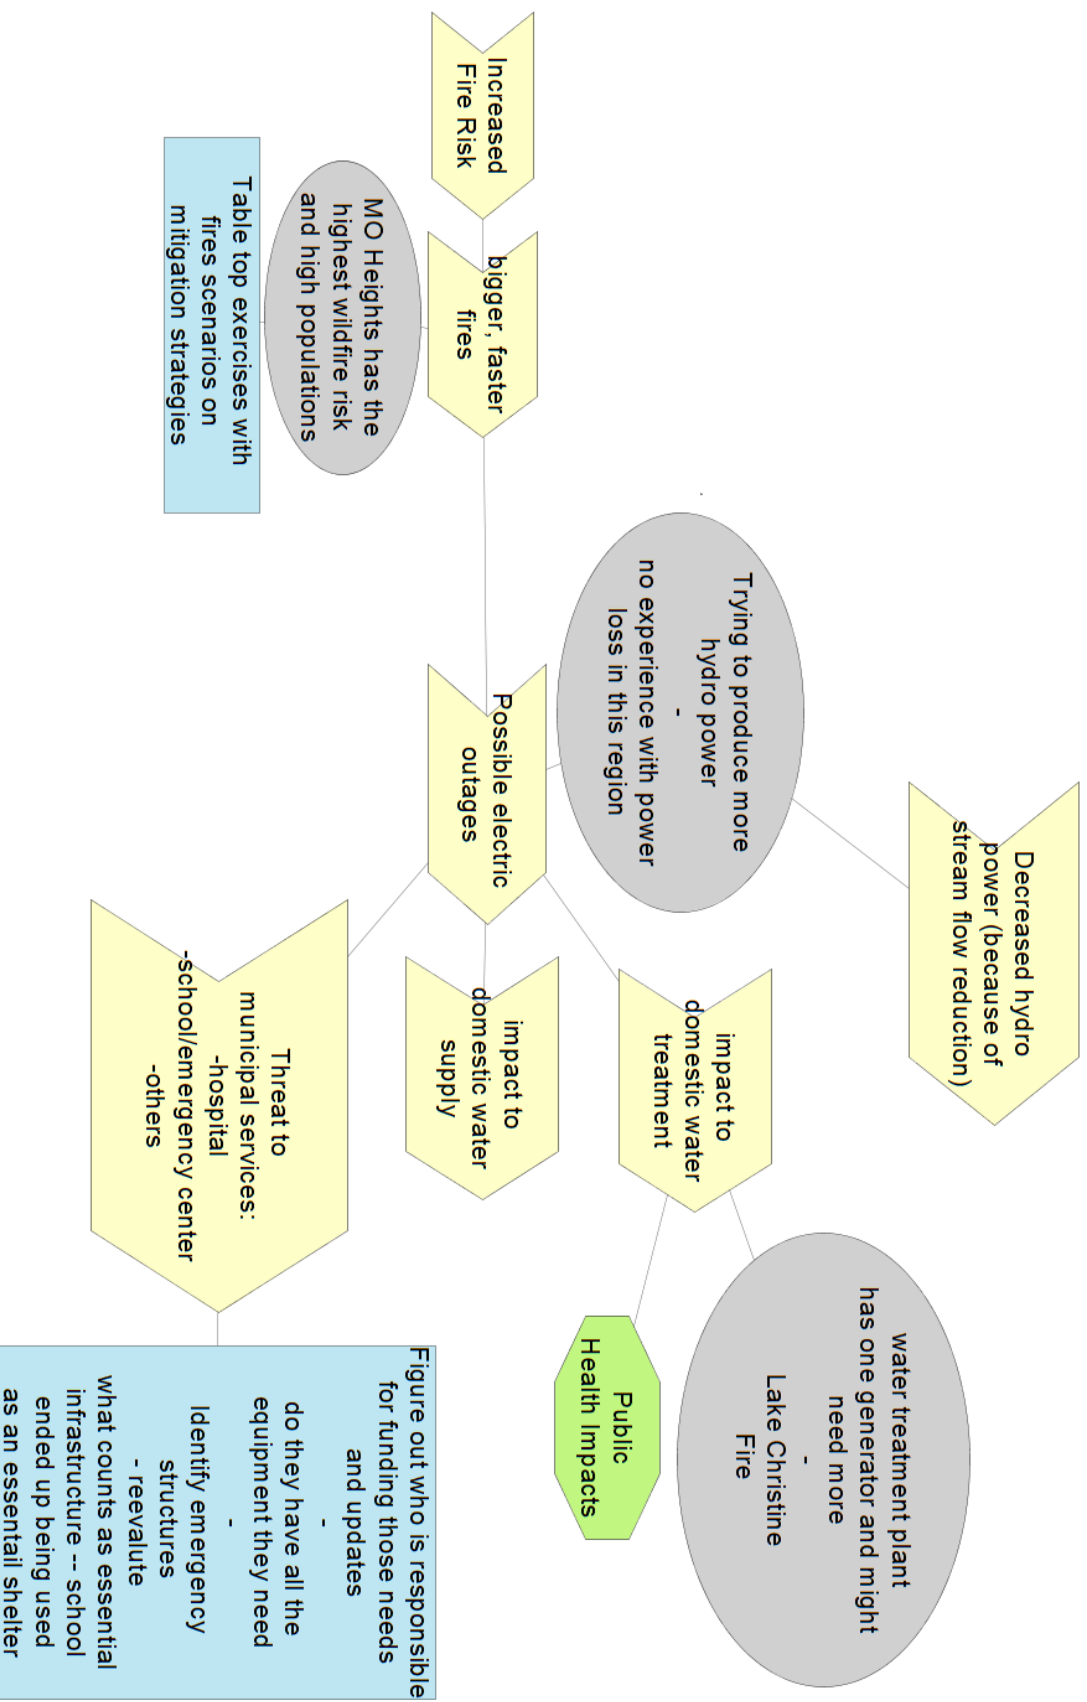 Increased
Fire Risk
bigger, faster
fires
MO Heights has the
highest wildfire risk
and high populations
Table top exercises with
fires scenarios on
mitigation strategies
Decreased hydro
power (because of
stream flow reduction)
Trying to produce more
hydro power
-
no experience with power
loss in this region
Possible electric
outages
impact to
domestic water
treatment
impact to
domestic water
supply
Threat to
municipal services:
-hospital
-school/emergency center
-others
water treatment plant
has one generator and might
need more
-
Lake Christine
Fire
Public
Health Impacts
Figure out who is responsible
for funding those needs
and updates
-
do they have all the
equipment they need
-
Identify emergency
structures
- reevalute
what counts as essential
infrastructure -- school
ended up being used
as an essentail shelter